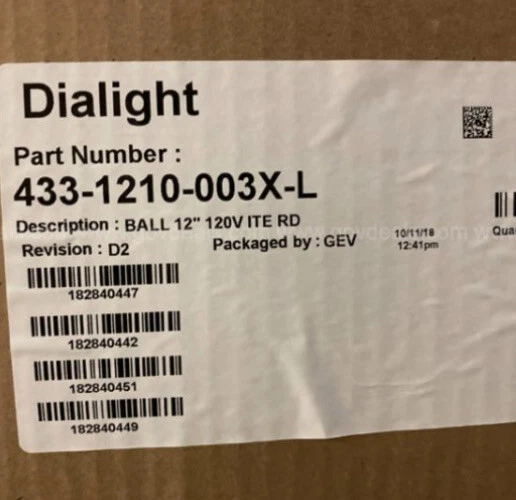 Dialight
Part Number :
433-1210-003X-L
Description : BALL 12" 120V ITE RD
Revision : D2
Packaged by : GEV
10/11/18
12:41pm
182840447
182840442
182840451
182840449